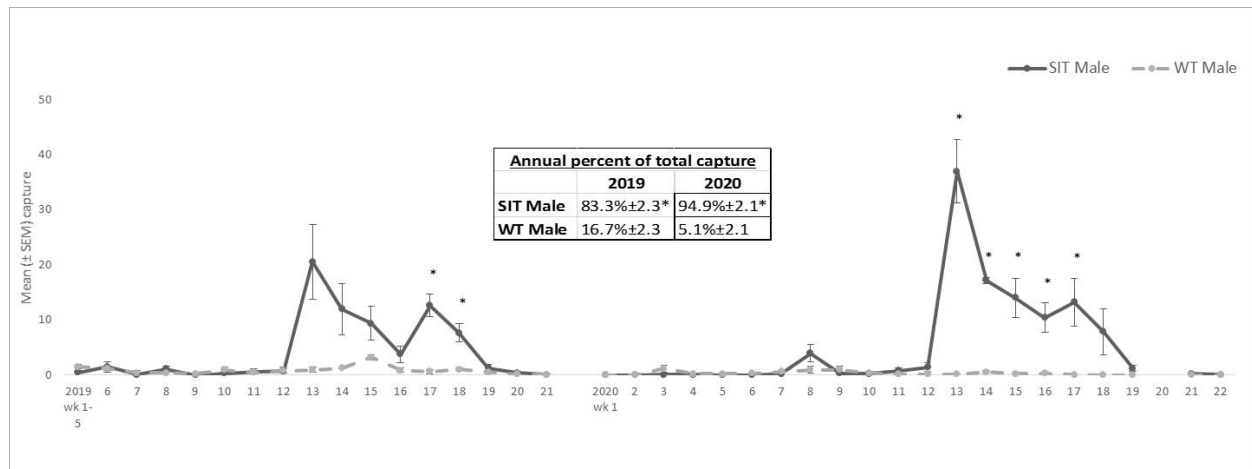 SIT Male WT Male
50
40
30
20
10
0
Mean (± SEM) capture
*
*
*
*
*
*
*
Annual percent of total capture
2019 2020
SIT Male 83.3%±2.3* 94.9%±2.1*
WT Male 16.7%±2.3 5.1%±2.1
2019 6 7 8 9 10 11 12 13 14 15 16 17 18 19 20 21 2020 2 3 4 5 6 7 8 9 10 11 12 13 14 15 16 17 18 19 20 21 22
wk 1- wk 1
5